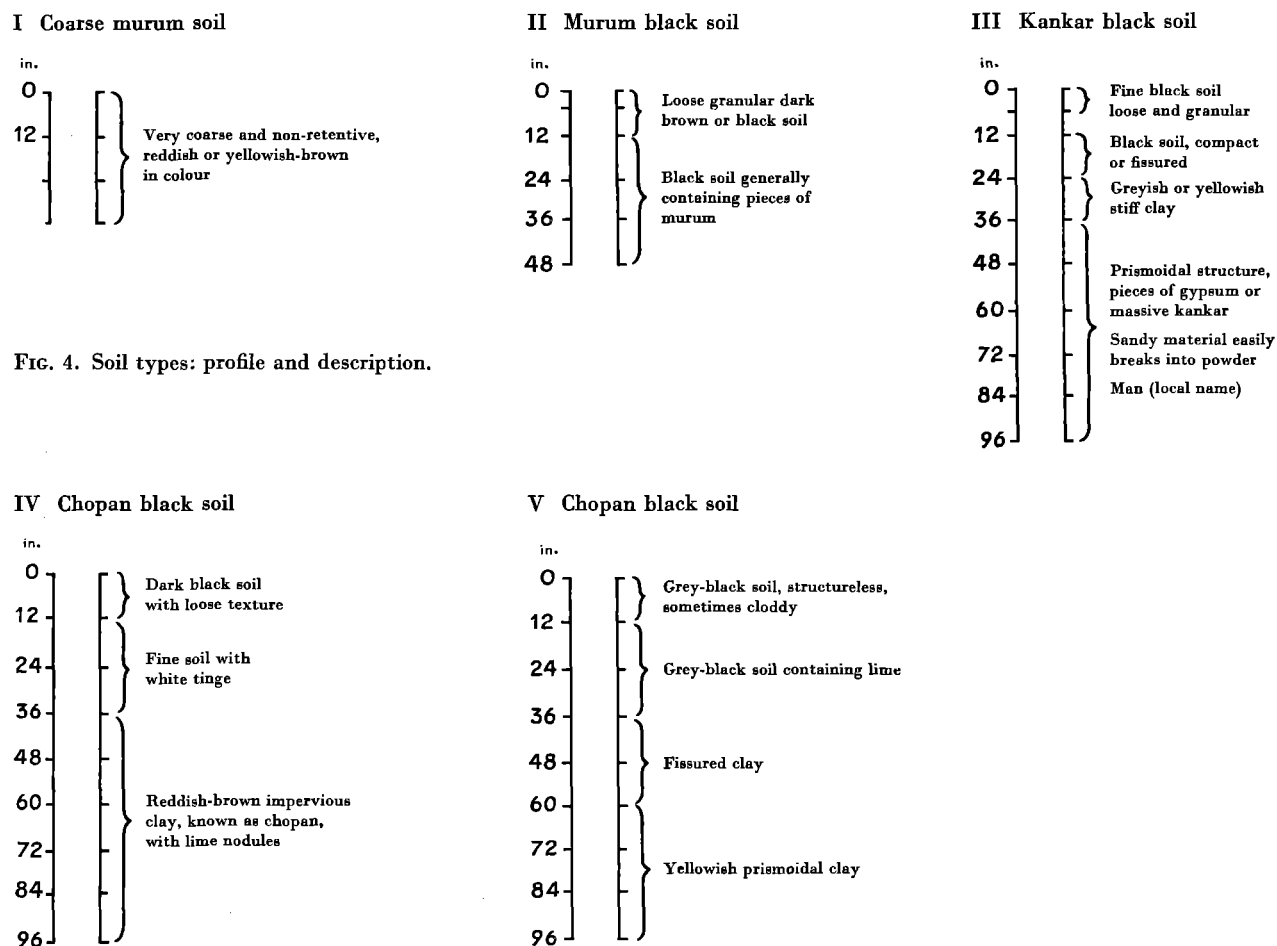 I Coarse murum soil
in.
0
12
Very coarse and non-retentive,
reddish or yellowish-brown
in colour
II Murum black soil
in.
0
12
24
36
48
Loose granular dark
brown or black soil
Black soil generally
containing pieces of
murum
III Kankar black soil
in.
0
12
24
36
48
60
72
84
96
Fine black soil
loose and granular
Black soil, compact
or fissured
Greyish or yellowish
stiff clay
Prismoidal structure,
pieces of gypsum or
massive kankar
Sandy material easily
breaks into powder
Man (local name)
FIG. 4. Soil types: profile and description.
IV Chopan black soil
in.
0
12
24
36
48
60
72
84
96
Dark black soil
with loose texture
Fine soil with
white tinge
Reddish-brown impervious
clay, known as chopan,
with lime nodules
V Chopan black soil
in.
0
12
24
36
48
60
72
84
96
Grey-black soil, structureless,
sometimes cloddy
Grey-black soil containing lime
Fissured clay
Yellowish prismoidal clay